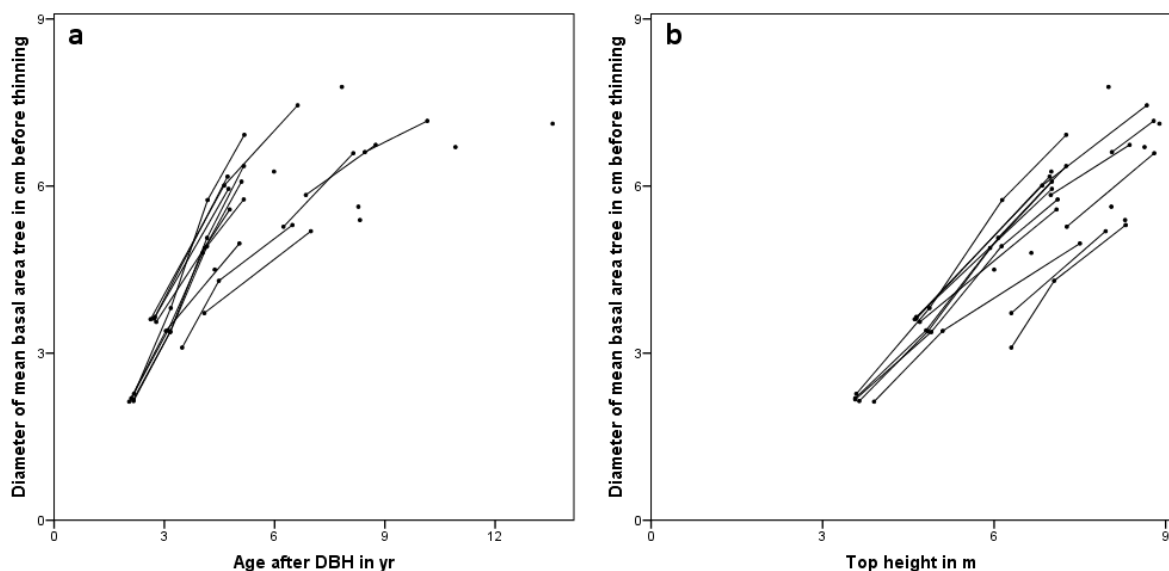 a
Diameter of mean basal area tree in cm before thinning
9
6
3
0
0
3
6
9
12
Age after DBH in yr
b
Diameter of mean basal area tree in cm before thinning
9
6
3
0
0
3
6
9
Top height in m